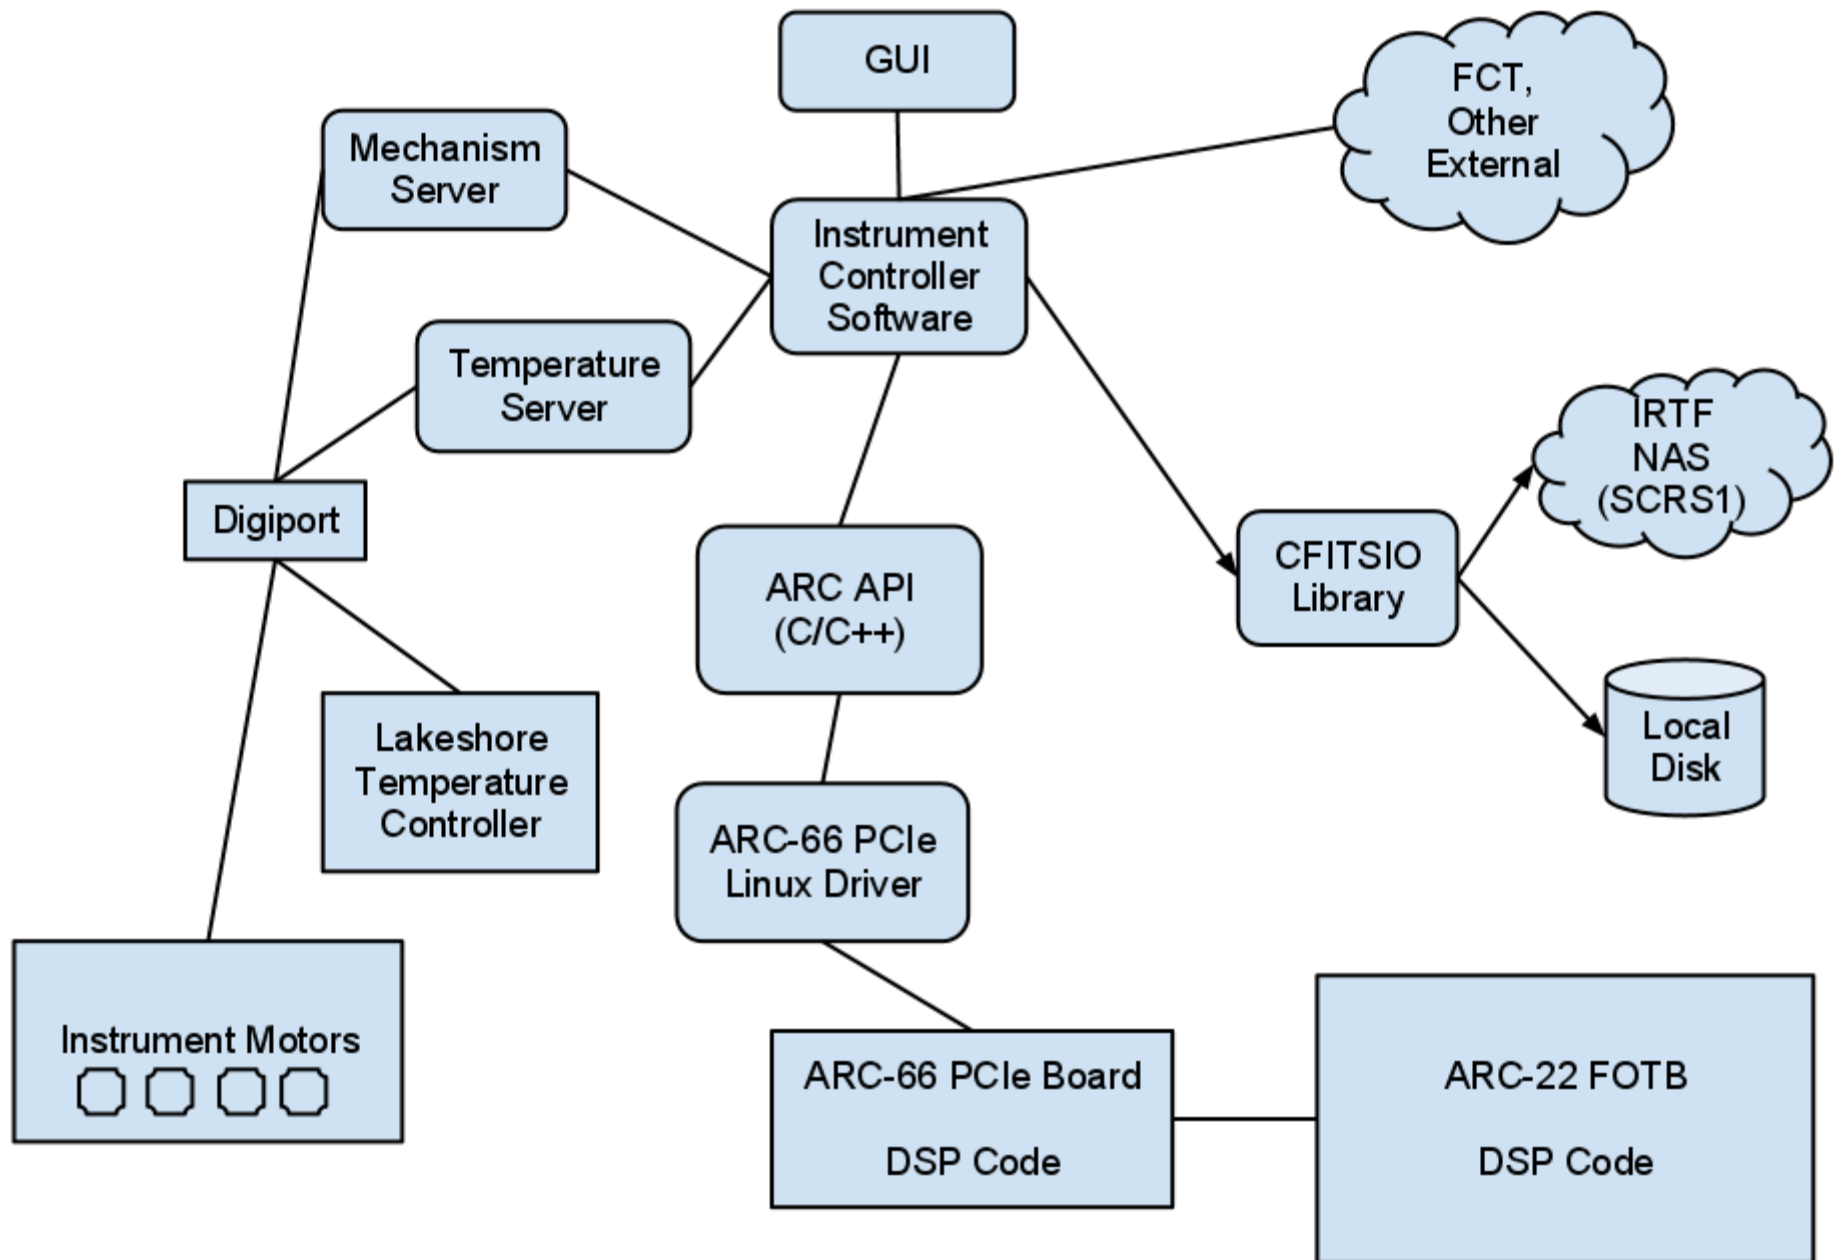 GUI
FCT,
Other
External
Mechanism
Server
Instrument
Controller
Software
Temperature
Server
IRTF
NAS
(SCRS1)
Digiport
CFITSIO
Library
ARC API
(C/C++)
Lakeshore
Temperature
Controller
Local
Disk
ARC-66 PCIe
Linux Driver
Instrument Motors
ARC-66 PCIe Board
DSP Code
ARC-22 FOTB
DSP Code